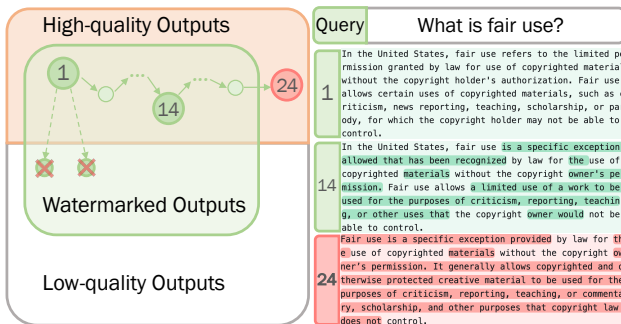 High-quality Outputs
1
14
24
Watermarked Outputs
Low-quality Outputs
Query
What is fair use?
1
In the United States, fair use refers to the limited pe
rmission granted by law for use of copyrighted material
without the copyright holder's authorization. Fair use
allows certain uses of copyrighted materials, such as c
riticism, news reporting, teaching, scholarship, or par
ody, for which the copyright holder may not be able to
control.
14
In the United States, fair use is a specific exception
allowed that has been recognized by law for the use of
copyrighted materials without the copyright owner's per
mission. Fair use allows a limited use of a work to be
used for the purposes of criticism, reporting, teachin
g, or other uses that the copyright owner would not be
able to control.
24
Fair use is a specific exception provided by law for th
e use of copyrighted materials without the copyright ow
ner's permission. It generally allows copyrighted and o
therwise protected creative material to be used for the
purposes of criticism, reporting, teaching, or commenta
ry, scholarship, and other purposes that copyright law
does not control.